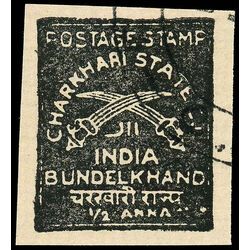 POSTAGE STAMP
CHARKHARI STATE
INDIA
BUNDELKHAND.
चरखारी राज्य
1/2 ANNA